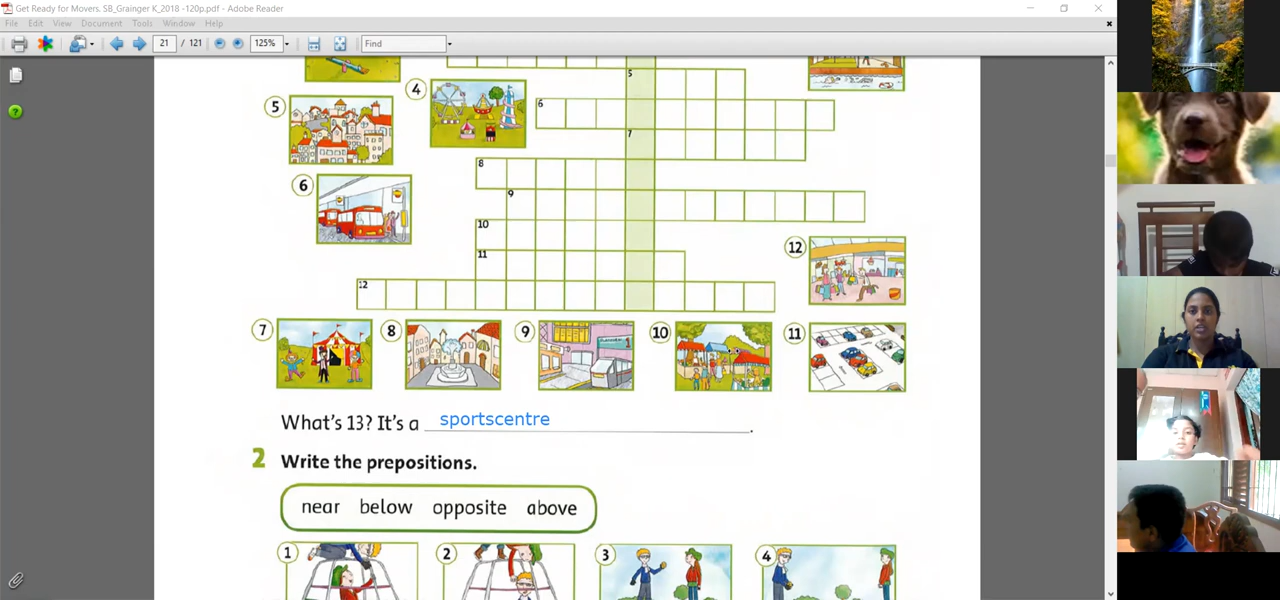 Get Ready for Movers. SB_Grainger K_2018 -120p.pdf - Adobe Reader
File Edit View Document Tools Window Help
21 / 121 125% Find
5
4
5 6
7
6 8
9
10
12
11
12
7 8 9 10 11
What's 13? It's a sportscentre.
2 Write the prepositions.
near below opposite above
1 2 3 4